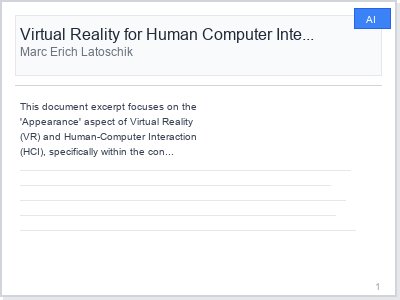 AI
Virtual Reality for Human Computer Inte...
Marc Erich Latoschik
This document excerpt focuses on the
'Appearance' aspect of Virtual Reality
(VR) and Human-Computer Interaction
(HCI), specifically within the con...
1